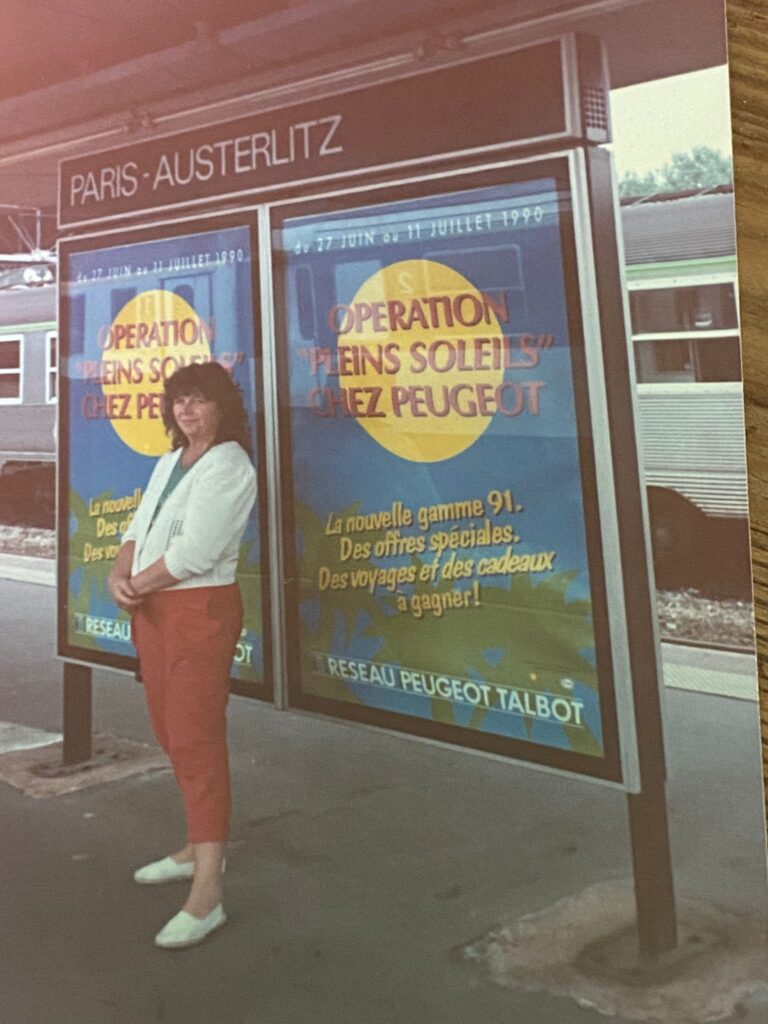 PARIS-AUSTERLITZ
du 27 JUIN au 11 JUILLET 1990
OPERATION
"PLEINS SOLEILS"
CHEZ PE
La nouvell
Des of
Des vo
RESEAU
OT
du 27 JUIN au 11 JUILLET 1990
OPERATION
"PLEINS SOLEILS"
CHEZ PEUGEOT
La nouvelle gamme 91.
Des offres spéciales.
Des voyages et des cadeaux
à gagner!
RESEAU PEUGEOT TALBOT